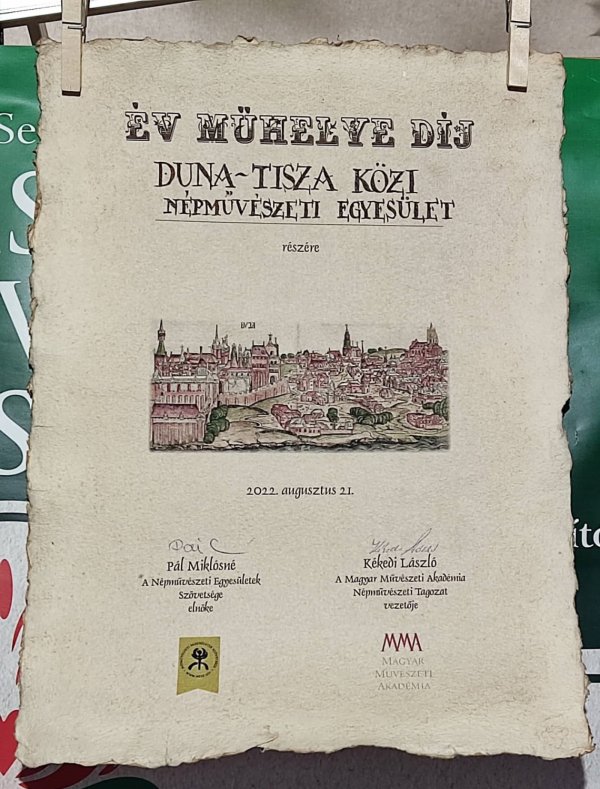 ÉV MŰHELYE DÍJ
DUNA-TISZA KÖZI
NÉPMŰVÉSZETI EGYESÜLET
részére
BVDA
2022. augusztus 21.
Pál Miklósné
A Népművészeti Egyesületek
Szövetsége
elnöke
Kékedi László
A Magyar Művészeti Akadémia
Népművészeti Tagozat
vezetője
MMA
MAGYAR
MŰVÉSZETI
AKADÉMIA